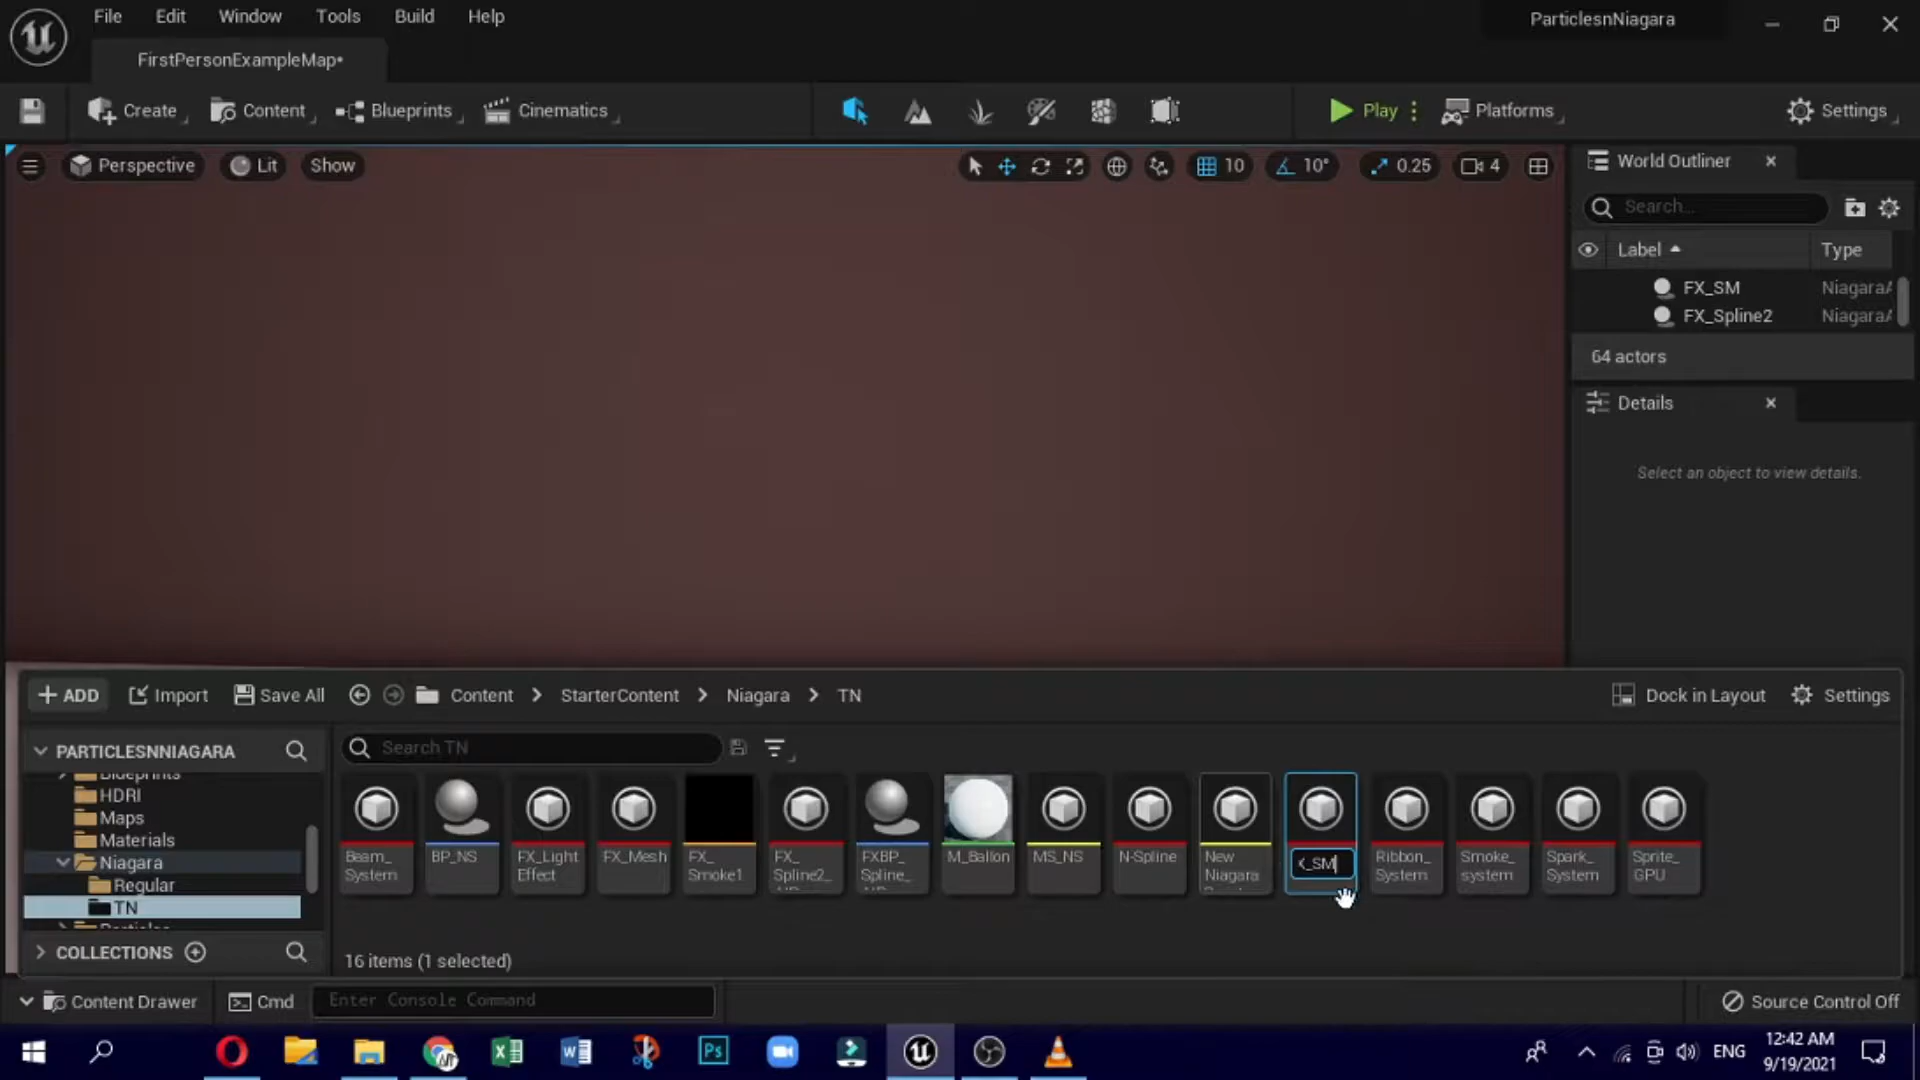 File Edit Window Tools Build Help
ParticlesnNiagara
FirstPersonExampleMap•
Create Content Blueprints Cinematics Play Platforms Settings
Perspective Lit Show 10 10° 0.25 4
World Outliner
Search...
Label Type
FX_SM NiagaraA
FX_Spline2 NiagaraA
64 actors
Details
Select an object to view details.
+ ADD Import Save All Content > StarterContent > Niagara > TN Dock in Layout Settings
PARTICLESNNIAGARA
Search TN
Blueprints
HDRI
Maps
Materials
Niagara
Regular
TN
COLLECTIONS
Beam_
System
BP_NS
FX_Light
Effect
FX_Mesh
FX_
Smoke1
FX_
Spline2_
FXBP_
Spline_
M_Ballon
MS_NS
N-Spline
New
Niagara
X_SM
Ribbon_
System
Smoke_
system
Spark_
System
Sprite_
GPU
16 items (1 selected)
Content Drawer Cmd Enter Console Command Source Control Off
Ps
ENG
12:42 AM
9/19/2021